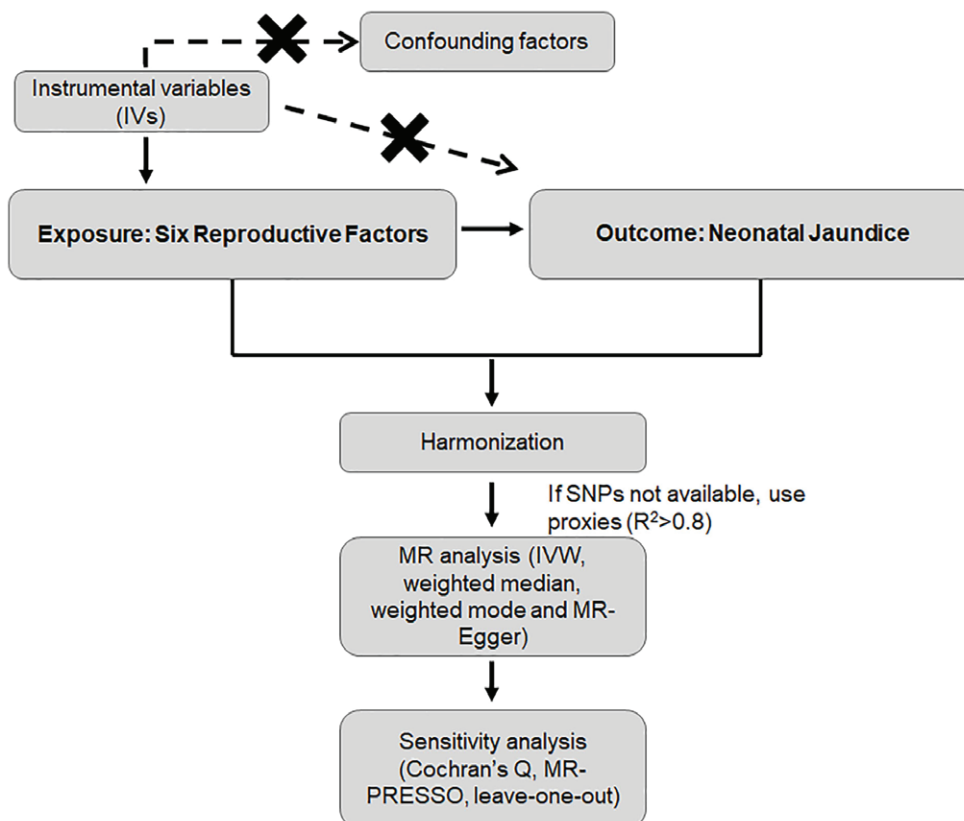 Confounding factors
Instrumental variables
(IVs)
Exposure: Six Reproductive Factors
Outcome: Neonatal Jaundice
Harmonization
If SNPs not available, use
proxies (R²>0.8)
MR analysis (IVW,
weighted median,
weighted mode and MR-
Egger)
Sensitivity analysis
(Cochran's Q, MR-
PRESSO, leave-one-out)